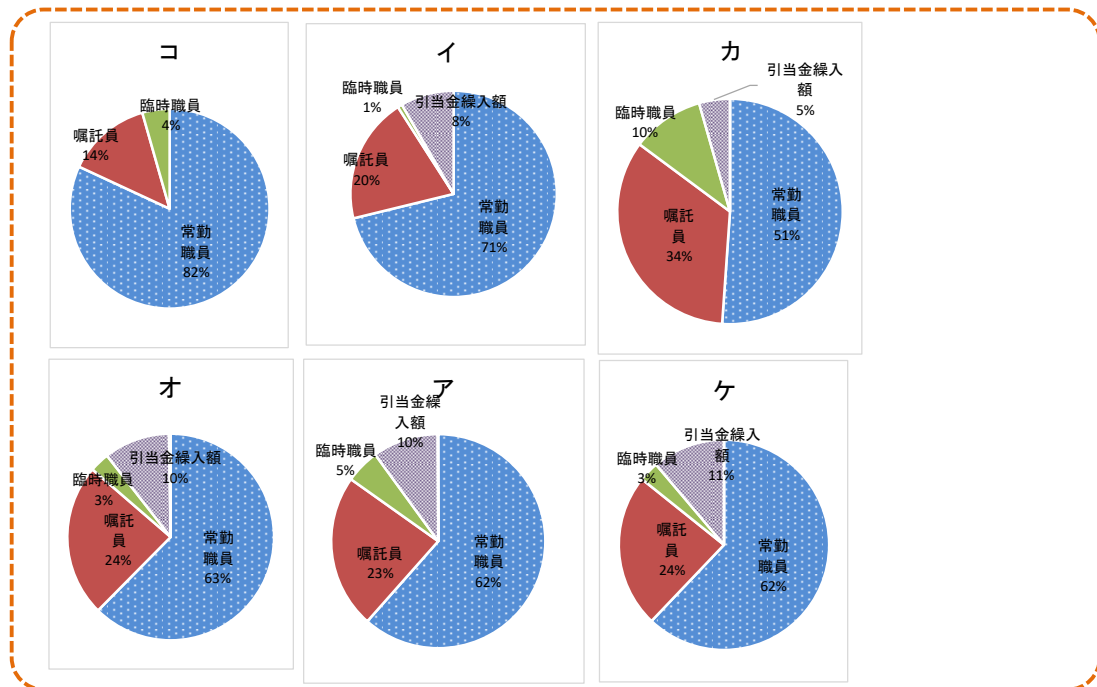 コ
臨時職員
4%
嘱託員
14%
常勤
職員
82%
イ
臨時職員
1%
引当金繰入額
8%
嘱託員
20%
常勤
職員
71%
カ
引当金繰入
額
5%
臨時職員
10%
嘱託
員
34%
常勤
職員
51%
オ
引当金繰入額
10%
臨時職員
3%
嘱託
員
24%
常勤
職員
63%
ア
引当金繰
入額
10%
臨時職員
5%
嘱託員
23%
常勤
職員
62%
ケ
引当金繰入
額
11%
臨時職員
3%
嘱託
員
24%
常勤
職員
62%